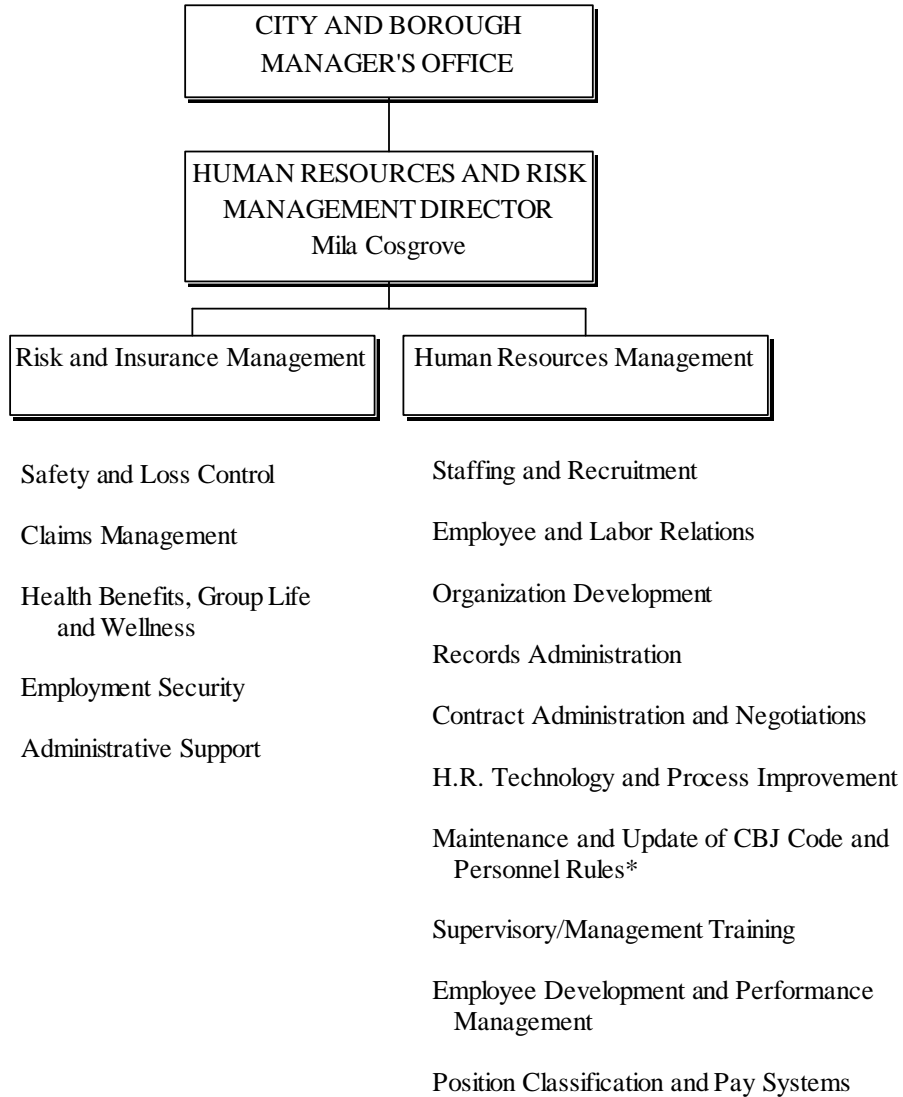 CITY AND BOROUGH
MANAGER'S OFFICE
HUMAN RESOURCES AND RISK
MANAGEMENT DIRECTOR
Mila Cosgrove
Risk and Insurance Management
Safety and Loss Control
Claims Management
Health Benefits, Group Life
and Wellness
Employment Security
Administrative Support
Human Resources Management
Staffing and Recruitment
Employee and Labor Relations
Organization Development
Records Administration
Contract Administration and Negotiations
H.R. Technology and Process Improvement
Maintenance and Update of CBJ Code and
Personnel Rules*
Supervisory/Management Training
Employee Development and Performance
Management
Position Classification and Pay Systems